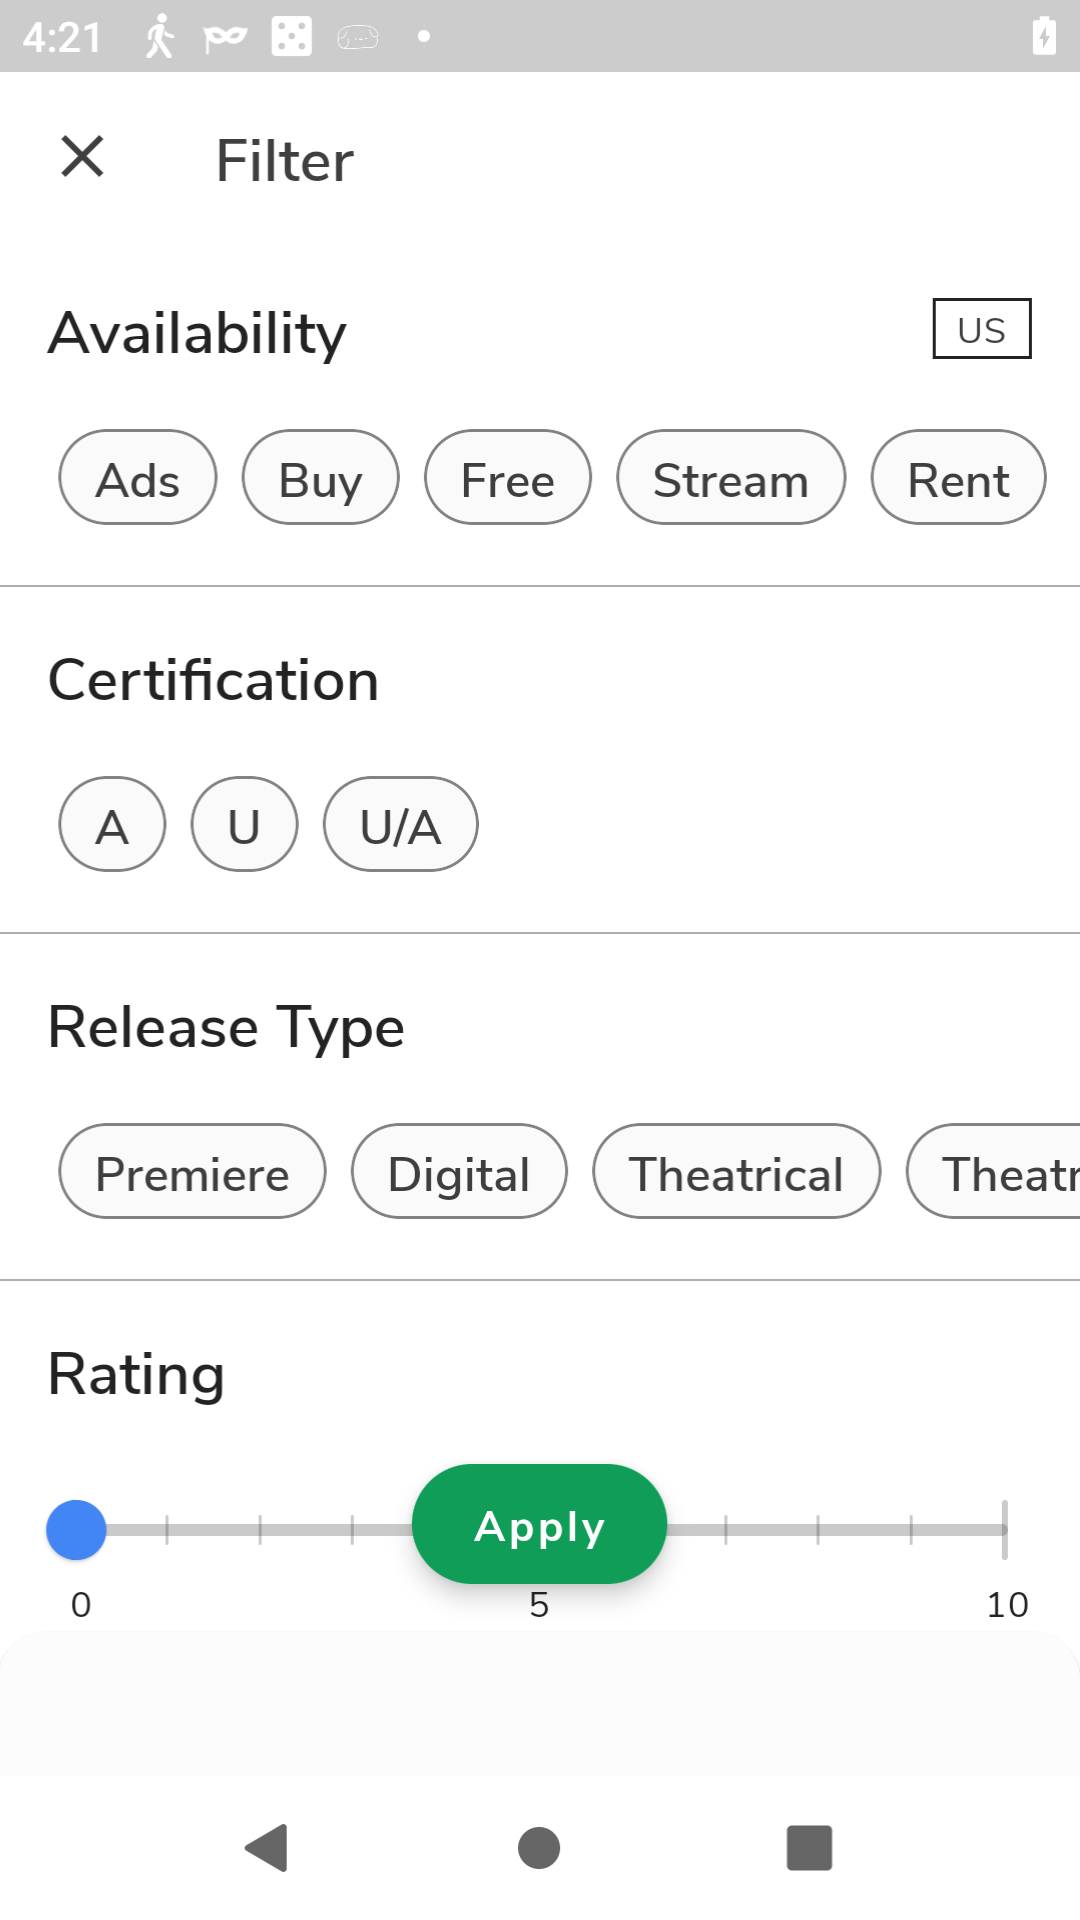 4:21
Filter
Availability
US
Ads Buy Free Stream Rent
Certification
A U U/A
Release Type
Premiere Digital Theatrical Theatr
Rating
Apply
0 5 10